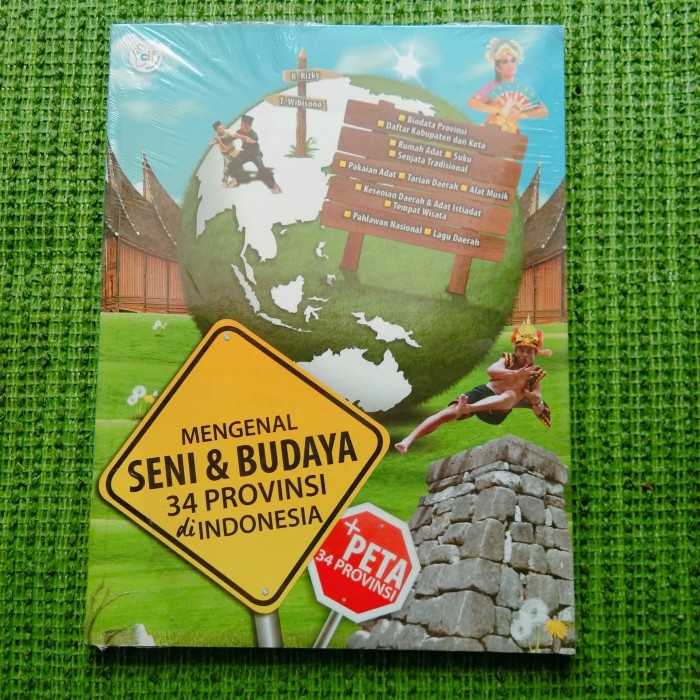 cif
R. Rizky
T. Wibisono
Biodata Provinsi
Daftar Kabupaten dan Kota
Rumah Adat Suku
Senjata Tradisional
Pakaian Adat Tarian Daerah Alat Musik
Kesenian Daerah & Adat Istiadat
Tempat Wisata
Pahlawan Nasional Lagu Daerah
MENGENAL
SENI & BUDAYA
34 PROVINSI
di INDONESIA
+
PETA
34 PROVINSI